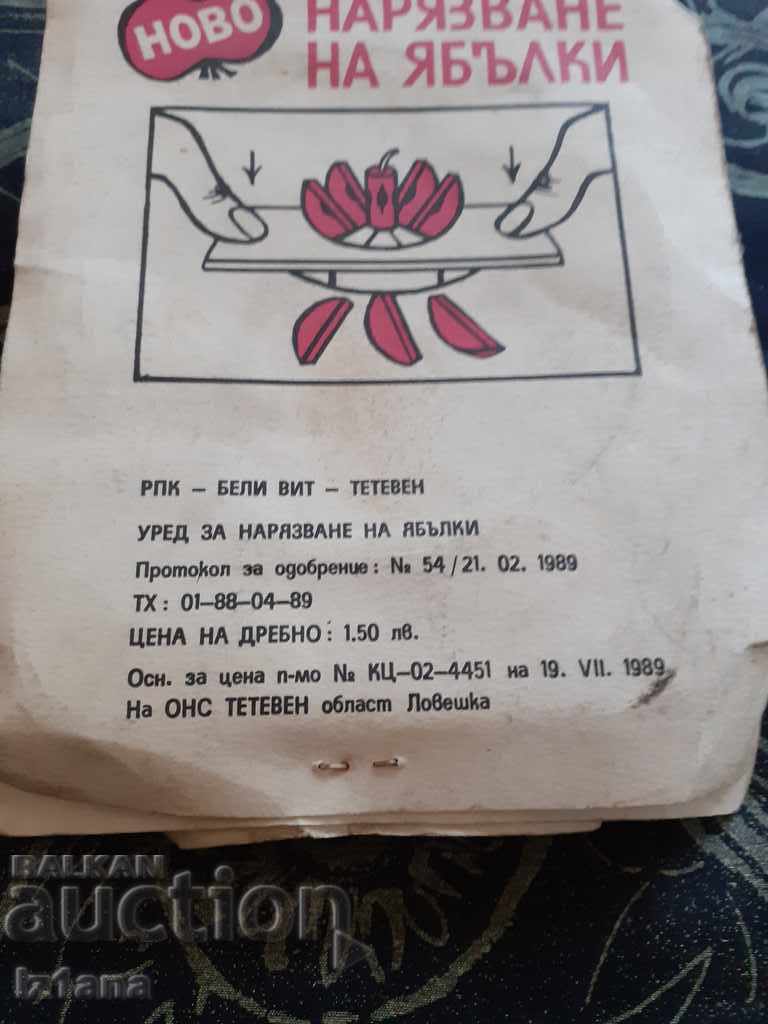 НОВО
НАРЯЗВАНЕ
НА ЯБЪЛКИ
РПК – БЕЛИ ВИТ – ТЕТЕВЕН
УРЕД ЗА НАРЯЗВАНЕ НА ЯБЪЛКИ
Протокол за одобрение: № 54/21. 02. 1989
ТХ: 01–88–04–89
ЦЕНА НА ДРЕБНО: 1.50 лв.
Осн. за цена п-мо № КЦ–02–4451 на 19. VII. 1989
На ОНС ТЕТЕВЕН област Ловешка
BALKAN
auction
Iz1ana